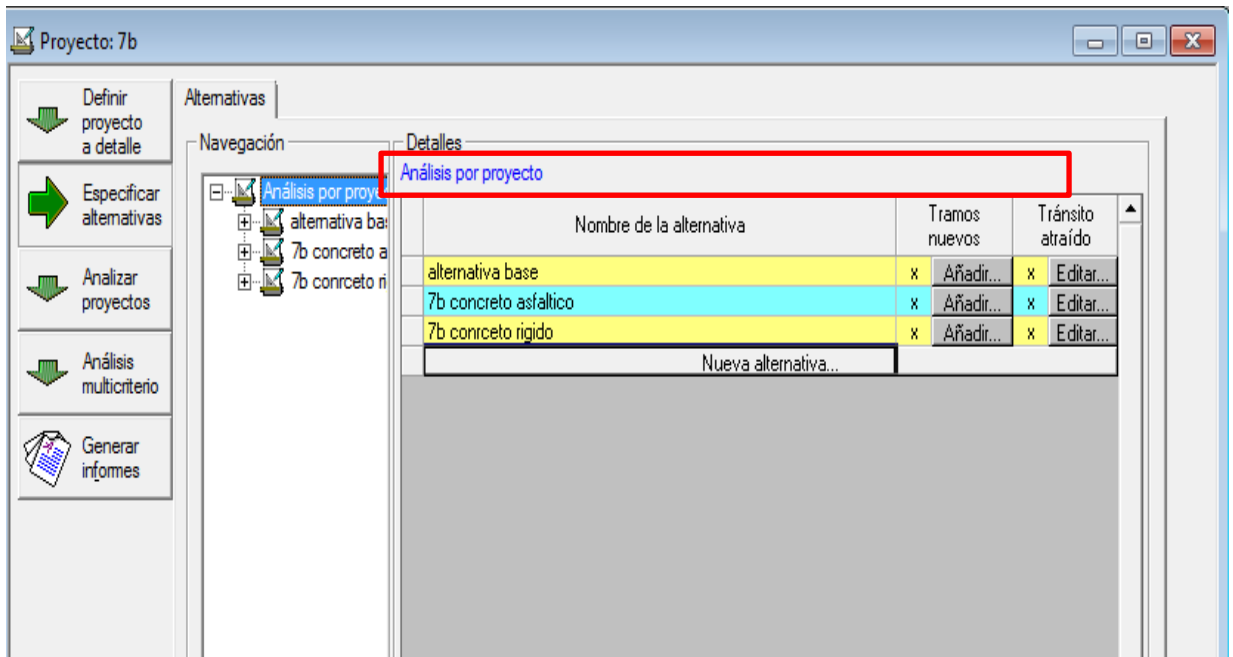 Proyecto: 7b
Definir
proyecto
a detalle
Especificar
alternativas
Analizar
proyectos
Análisis
multicriterio
Generar
informes
Alternativas
Navegación
Análisis por proye
alternativa bas
7b concreto a
7b conrceto ri
Detalles
Análisis por proyecto
Nombre de la alternativa
Tramos
nuevos
Tránsito
atraído
alternativa base x Añadir... x Editar...
7b concreto asfaltico x Añadir... x Editar...
7b conrceto rigido x Añadir... x Editar...
Nueva alternativa...